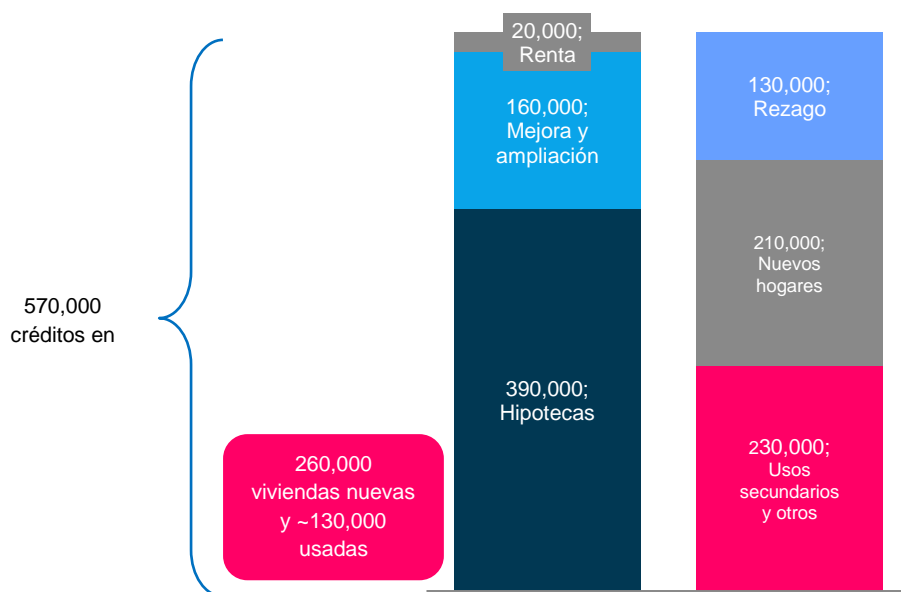 570,000
créditos en
260,000
viviendas nuevas
y ~130,000
usadas
20,000;
Renta
160,000;
Mejora y
ampliación
390,000;
Hipotecas
130,000;
Rezago
210,000;
Nuevos
hogares
230,000;
Usos
secundarios
y otros